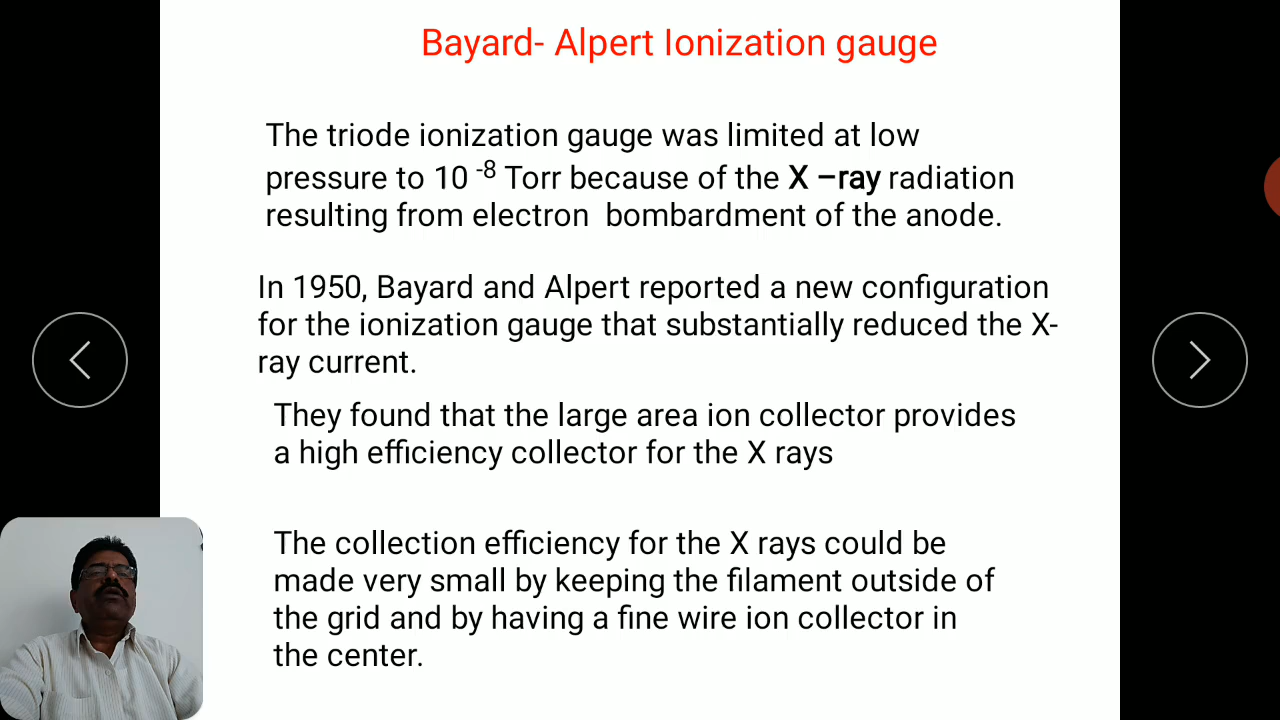 Bayard- Alpert Ionization gauge
The triode ionization gauge was limited at low
pressure to 10 -8 Torr because of the X –ray radiation
resulting from electron bombardment of the anode.
In 1950, Bayard and Alpert reported a new configuration
for the ionization gauge that substantially reduced the X-
ray current.
They found that the large area ion collector provides
a high efficiency collector for the X rays
The collection efficiency for the X rays could be
made very small by keeping the filament outside of
the grid and by having a fine wire ion collector in
the center.